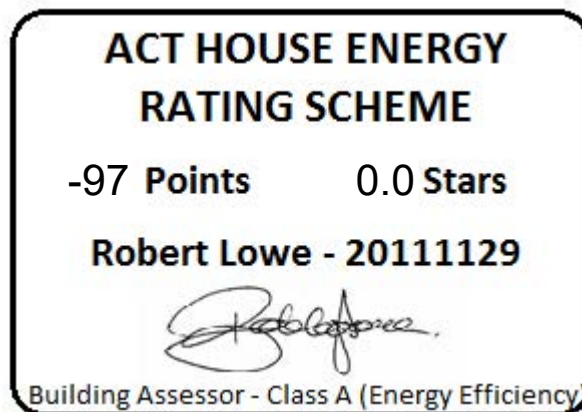 ACT HOUSE ENERGY
RATING SCHEME
-97 Points 0.0 Stars
Robert Lowe - 20111129
Building Assessor - Class A (Energy Efficiency)